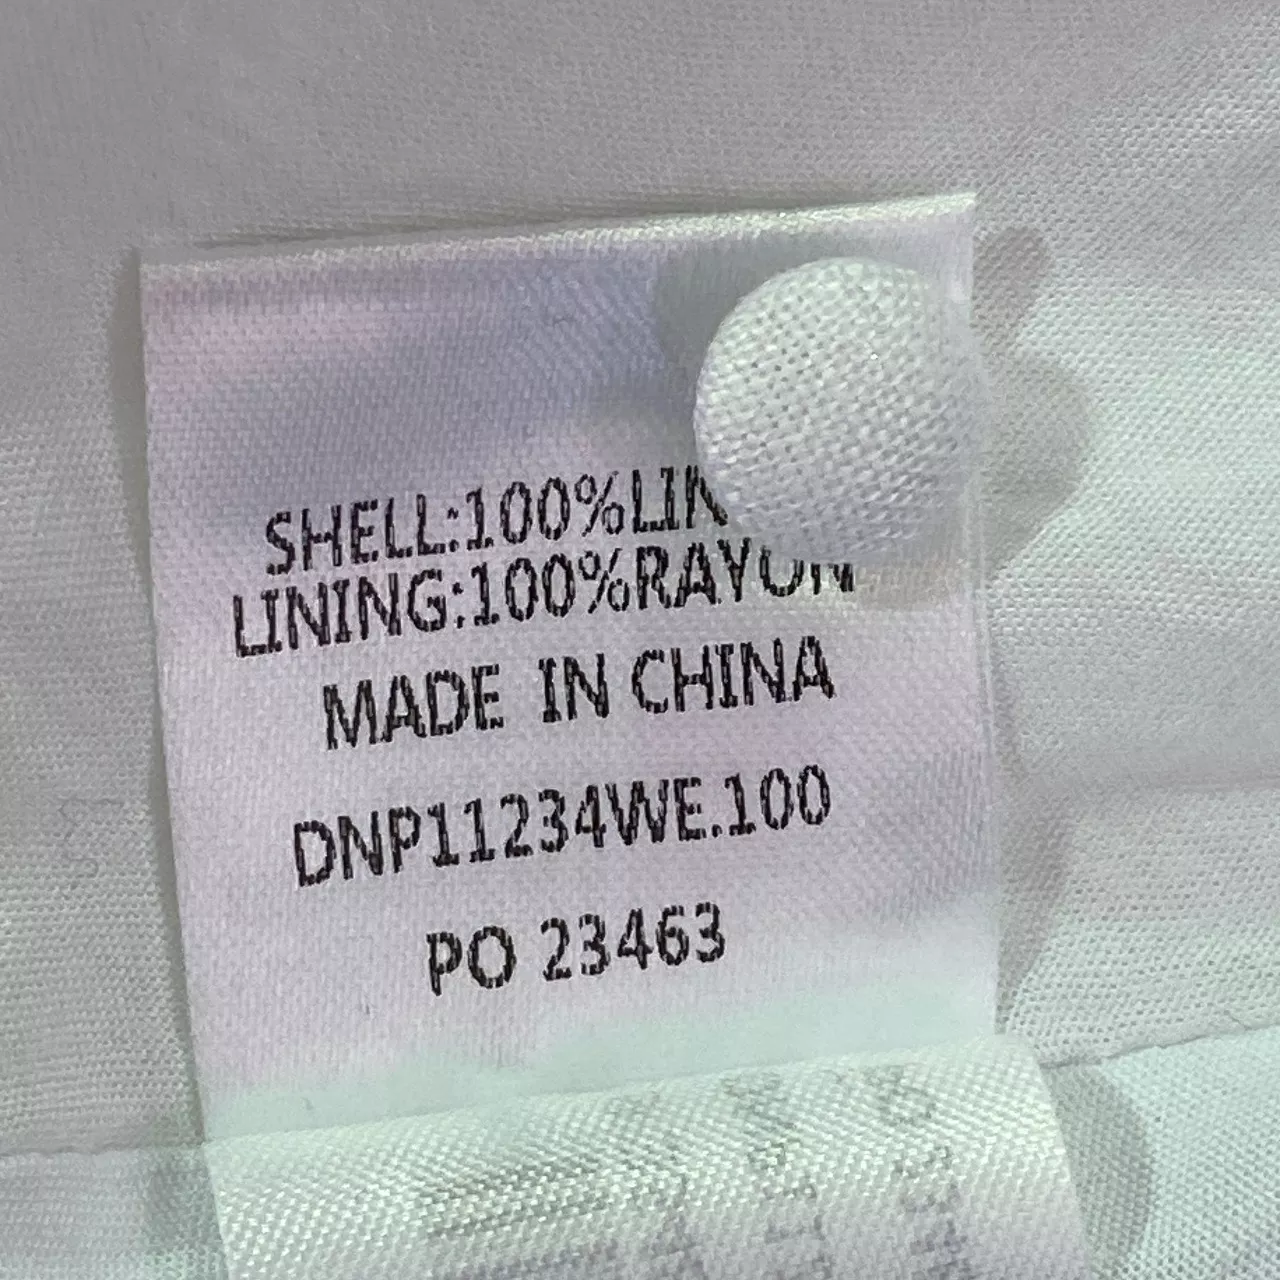 SHELL:100%LIN
LINING:100%RAYON
MADE IN CHINA
DNP11234WE.100
PO 23463